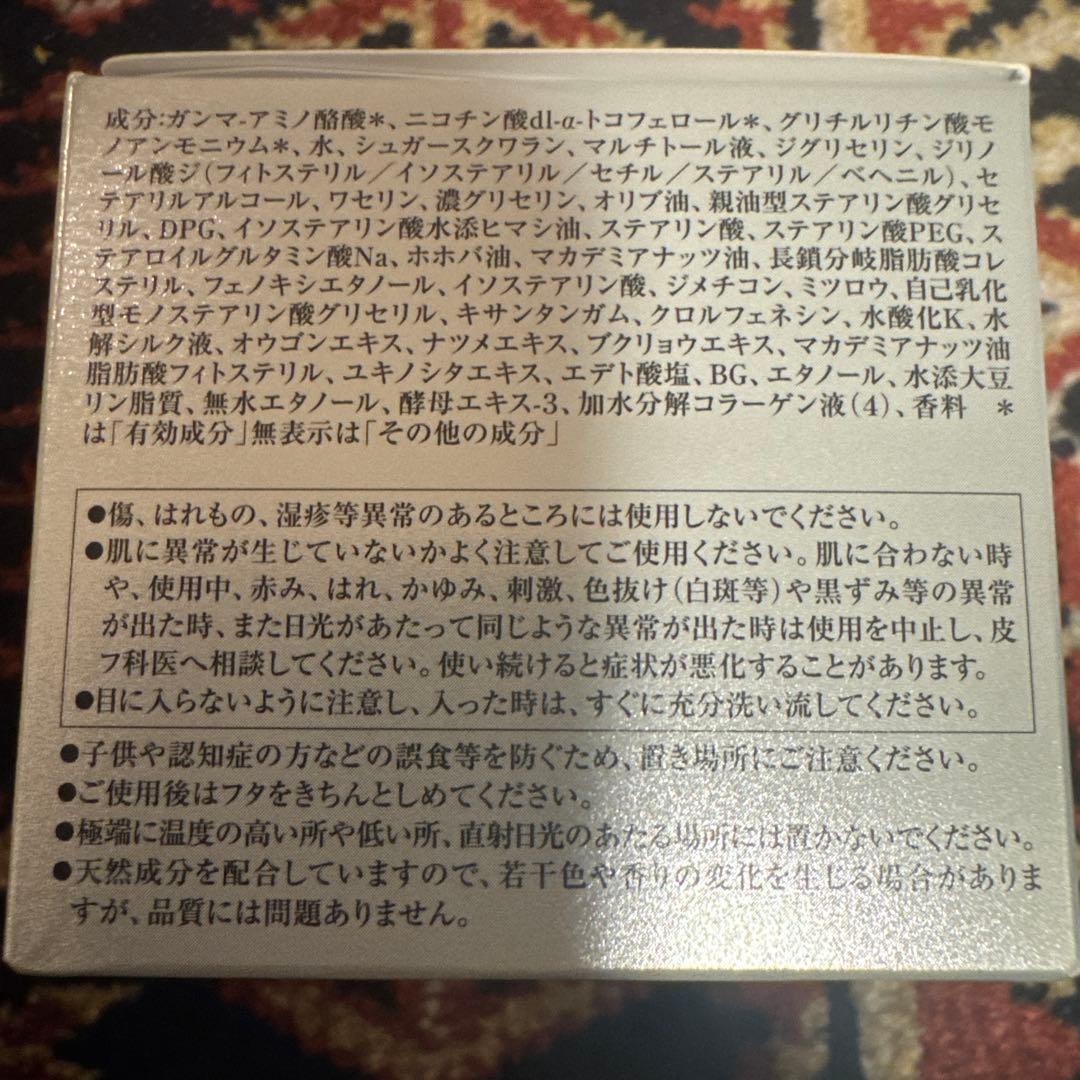 成分:ガンマ-アミノ酪酸＊、ニコチン酸dl-α-トコフェロール＊、グリチルリチン酸モ
ノアンモニウム＊、水、シュガースクワラン、マルチトール液、ジグリセリン、ジリノ
ール酸ジ(フィトステリル／イソステアリル／セチル／ステアリル／ベヘニル)、セ
テアリルアルコール、ワセリン、濃グリセリン、オリブ油、親油型ステアリン酸グリセ
リル、DPG、イソステアリン酸水添ヒマシ油、ステアリン酸、ステアリン酸PEG、ス
テアロイルグルタミン酸Na、ホホバ油、マカデミアナッツ油、長鎖分岐脂肪酸コレ
ステリル、フェノキシエタノール、イソステアリン酸、ジメチコン、ミツロウ、自己乳化
型モノステアリン酸グリセリル、キサンタンガム、クロルフェネシン、水酸化K、水
解シルク液、オウゴンエキス、ナツメエキス、ブクリョウエキス、マカデミアナッツ油
脂肪酸フィトステリル、ユキノシタエキス、エデト酸塩、BG、エタノール、水添大豆
リン脂質、無水エタノール、酵母エキス-3、加水分解コラーゲン液(4)、香料　＊
は「有効成分」無表示は「その他の成分」
●傷、はれもの、湿疹等異常のあるところには使用しないでください。
●肌に異常が生じていないかよく注意してご使用ください。肌に合わない時
や、使用中、赤み、はれ、かゆみ、刺激、色抜け(白斑等)や黒ずみ等の異常
が出た時、また日光があたって同じような異常が出た時は使用を中止し、皮
フ科医へ相談してください。使い続けると症状が悪化することがあります。
●目に入らないように注意し、入った時は、すぐに充分洗い流してください。
●子供や認知症の方などの誤食等を防ぐため、置き場所にご注意ください。
●ご使用後はフタをきちんとしめてください。
●極端に温度の高い所や低い所、直射日光のあたる場所には置かないでください。
●天然成分を配合していますので、若干色や香りの変化を生じる場合がありま
すが、品質には問題ありません。